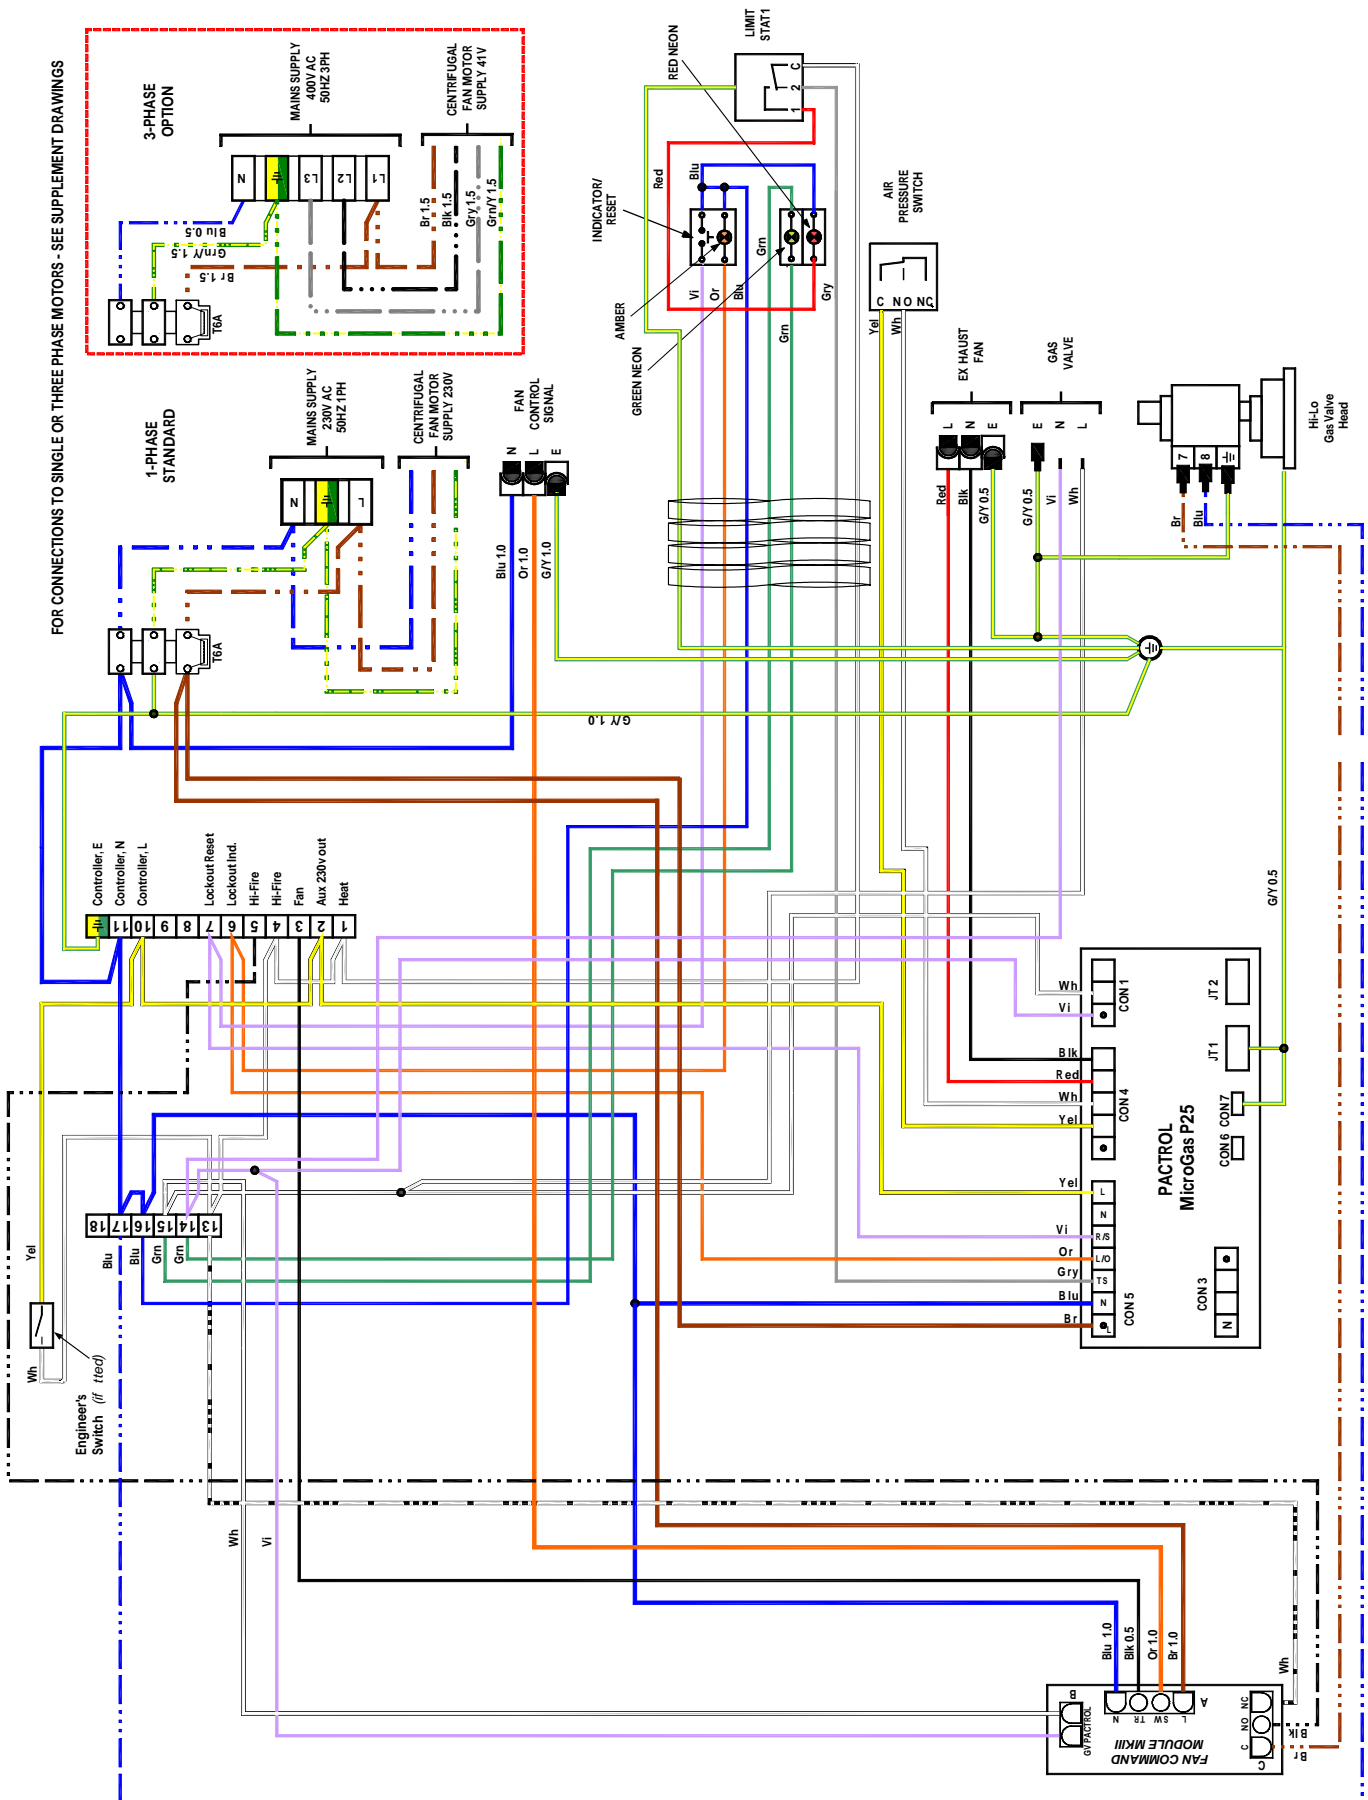 FOR CONNECTIONS TO SINGLE OR THREE PHASE MOTORS - SEE SUPPLEMENT DRAWINGS
3-PHASE
OPTION
MAINS SUPPLY
400V AC
50HZ 3PH
CENTRIFUGAL
FAN MOTOR
SUPPLY 41V
N
L3
L2
L1
Blu 0.5
Grn/Y 1.5
Br 1.5
T6A
Br 1.5
Blk 1.5
Gry 1.5
Grn/Y 1.5
1-PHASE
STANDARD
MAINS SUPPLY
230V AC
50HZ 1PH
CENTRIFUGAL
FAN MOTOR
SUPPLY 230V
N
L
T6A
FAN
CONTROL
SIGNAL
N
L
E
Blu 1.0
Or 1.0
G/Y 1.0
LIMIT
STAT1
C
2
1
RED NEON
INDICATOR/
RESET
AMBER
GREEN NEON
Red
Blu
Grn
Vi
Or
Blu
Grn
Gry
AIR
PRESSURE
SWITCH
C
NO
NC
Yel
Wh
EX HAUST
FAN
L
N
E
GAS
VALVE
E
N
L
Red
Blk
G/Y 0.5
G/Y 0.5
Vi
Wh
7
8
Br
Blu
Hi-Lo
Gas Valve
Head
G/Y 1.0
G/Y 0.5
Controller, E
Controller, N
Controller, L
Lockout Reset
Lockout Ind.
Hi-Fire
Hi-Fire
Fan
Aux 230v out
Heat
11
10
9
8
7
6
5
4
3
2
1
18
17
16
15
14
13
Blu
Blu
Grn
Grn
Yel
Wh
Engineer's
Switch (if tted)
Wh
Vi
Wh
Vi
CON 1
Blk
Red
Wh
Yel
CON 4
Yel
Vi
Or
Gry
Blu
Br
L
N
R/S
L/O
TS
N
L
CON 5
JT 2
JT1
CON7
CON 6
PACTROL
MicroGas P25
CON 3
N
Blu 1.0
Blk 0.5
Or 1.0
Br 1.0
B
GV PACTROL
N
TR
SW
L
A
FAN COMMAND
MODULE MKIII
NC
NO
C
C
Wh
Blk
Br